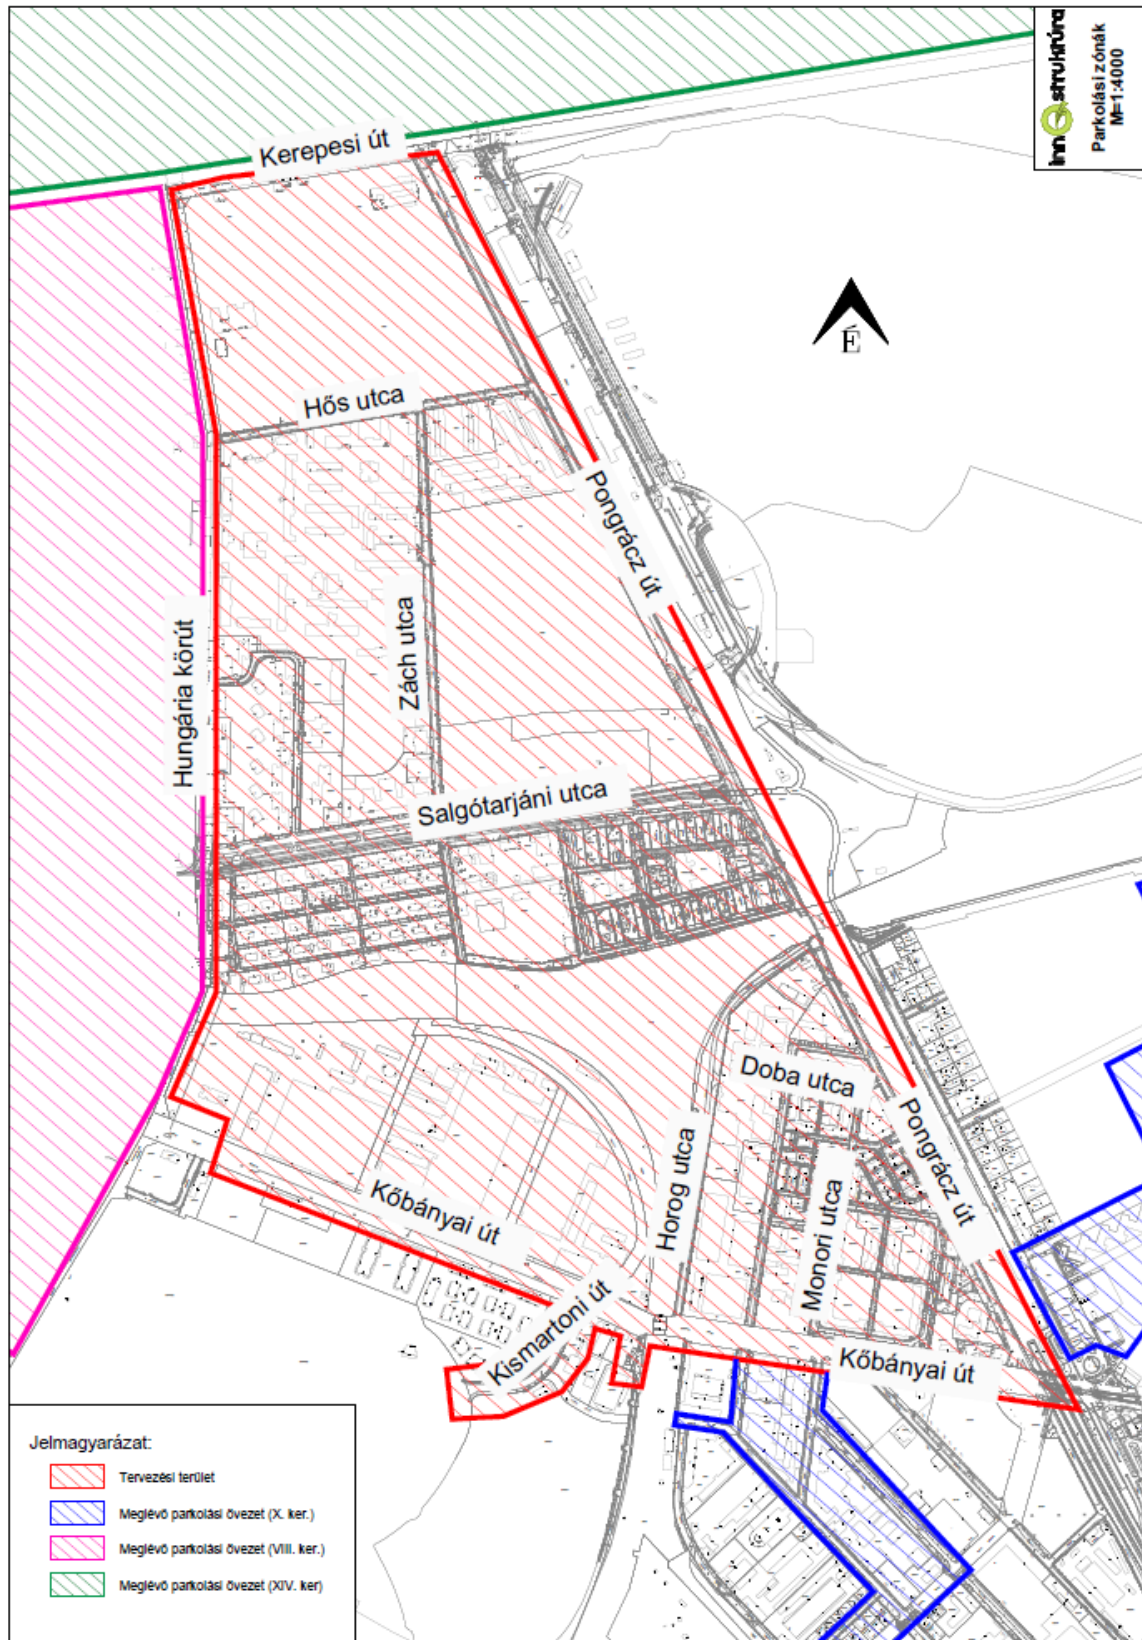 innostruktúra
Parkolási zónák
M=1:4000
Kerepesi út
É
Hős utca
Pongrácz út
Zách utca
Hungária körút
Salgótarjáni utca
Doba utca
Pongrácz út
Horog utca
Monori utca
Kőbányai út
Kismartoni út
Kőbányai út
Jelmagyarázat:
Tervezési terület
Meglévő parkolási övezet (X. ker.)
Meglévő parkolási övezet (VIII. ker.)
Meglévő parkolási övezet (XIV. ker)